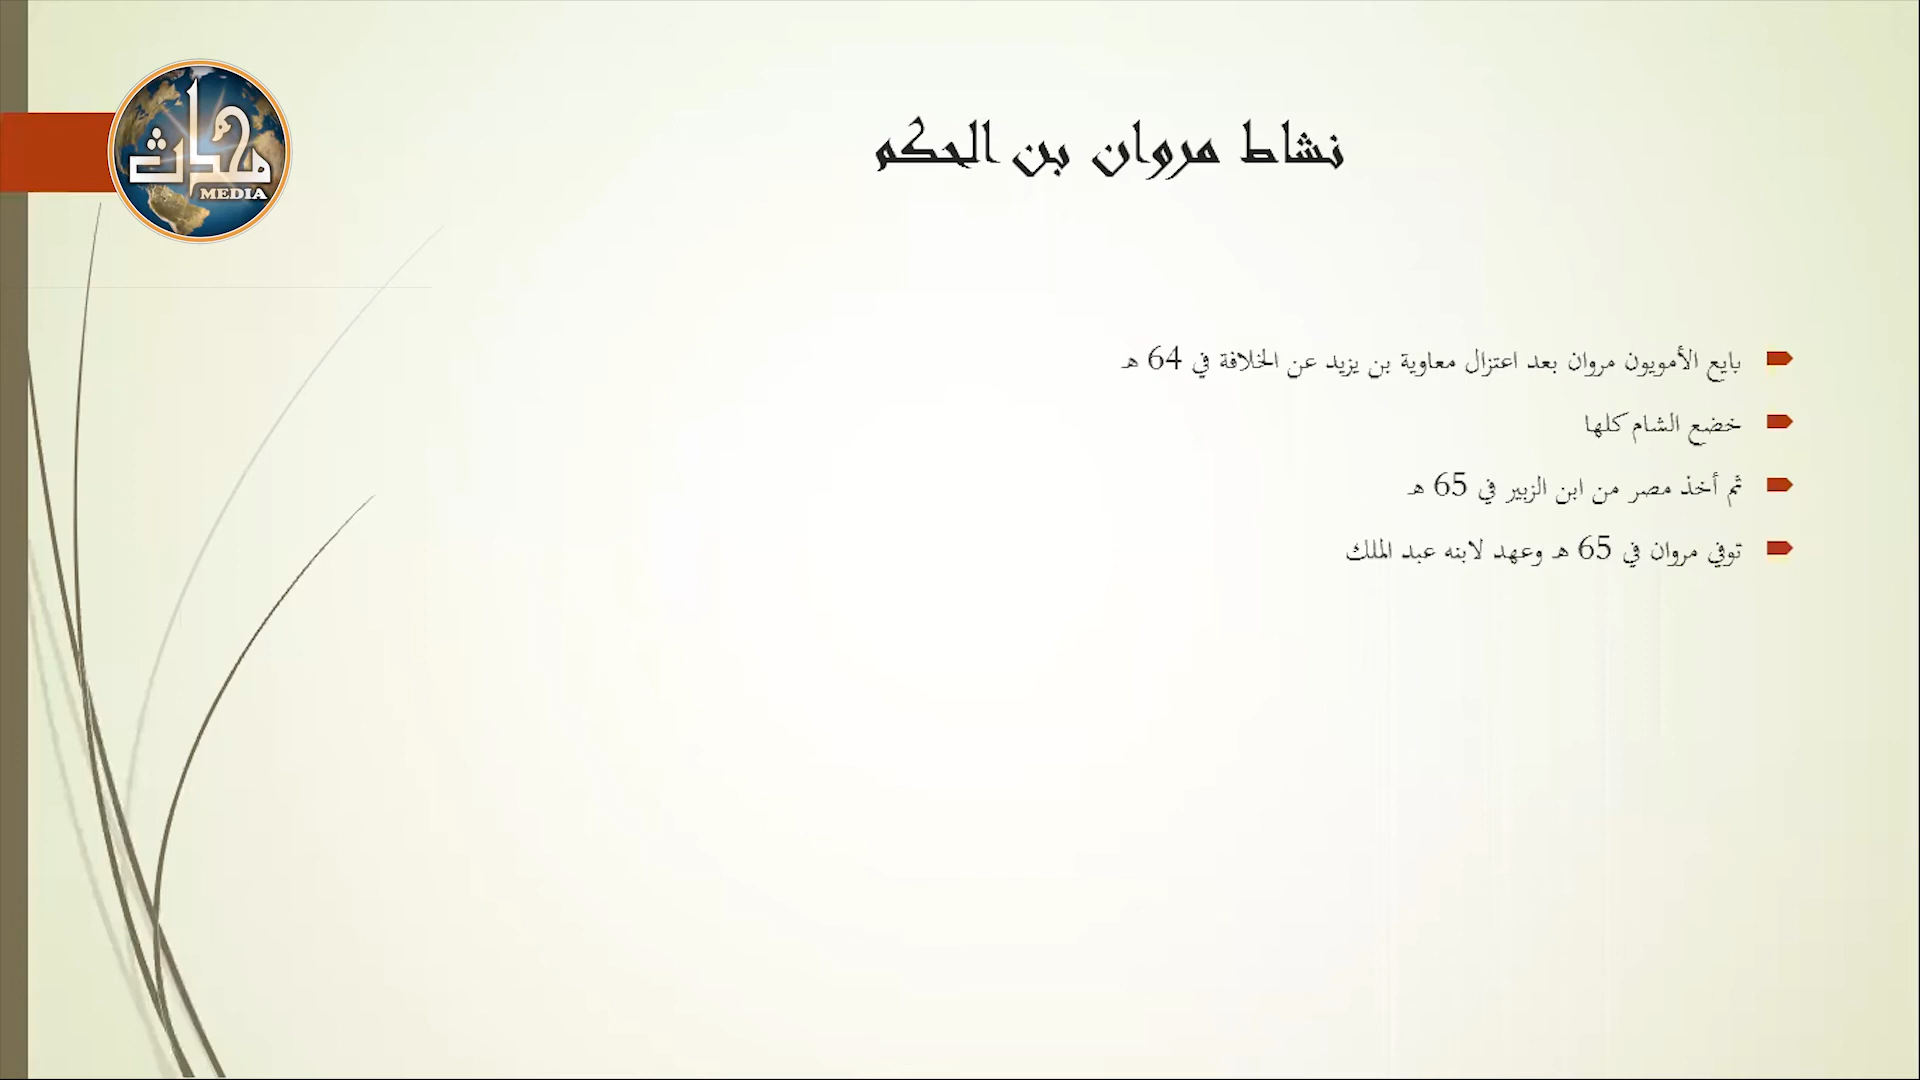 نشاط مروان بن الحكم
بايع الأمويون مروان بعد اعتزال معاوية بن يزيد عن الخلافة في 64 هـ
خضع الشام كلها
ثم أخذ مصر من ابن الزبير في 65 هـ
توفي مروان في 65 هـ وعهد لابنه عبد الملك
MEDIA